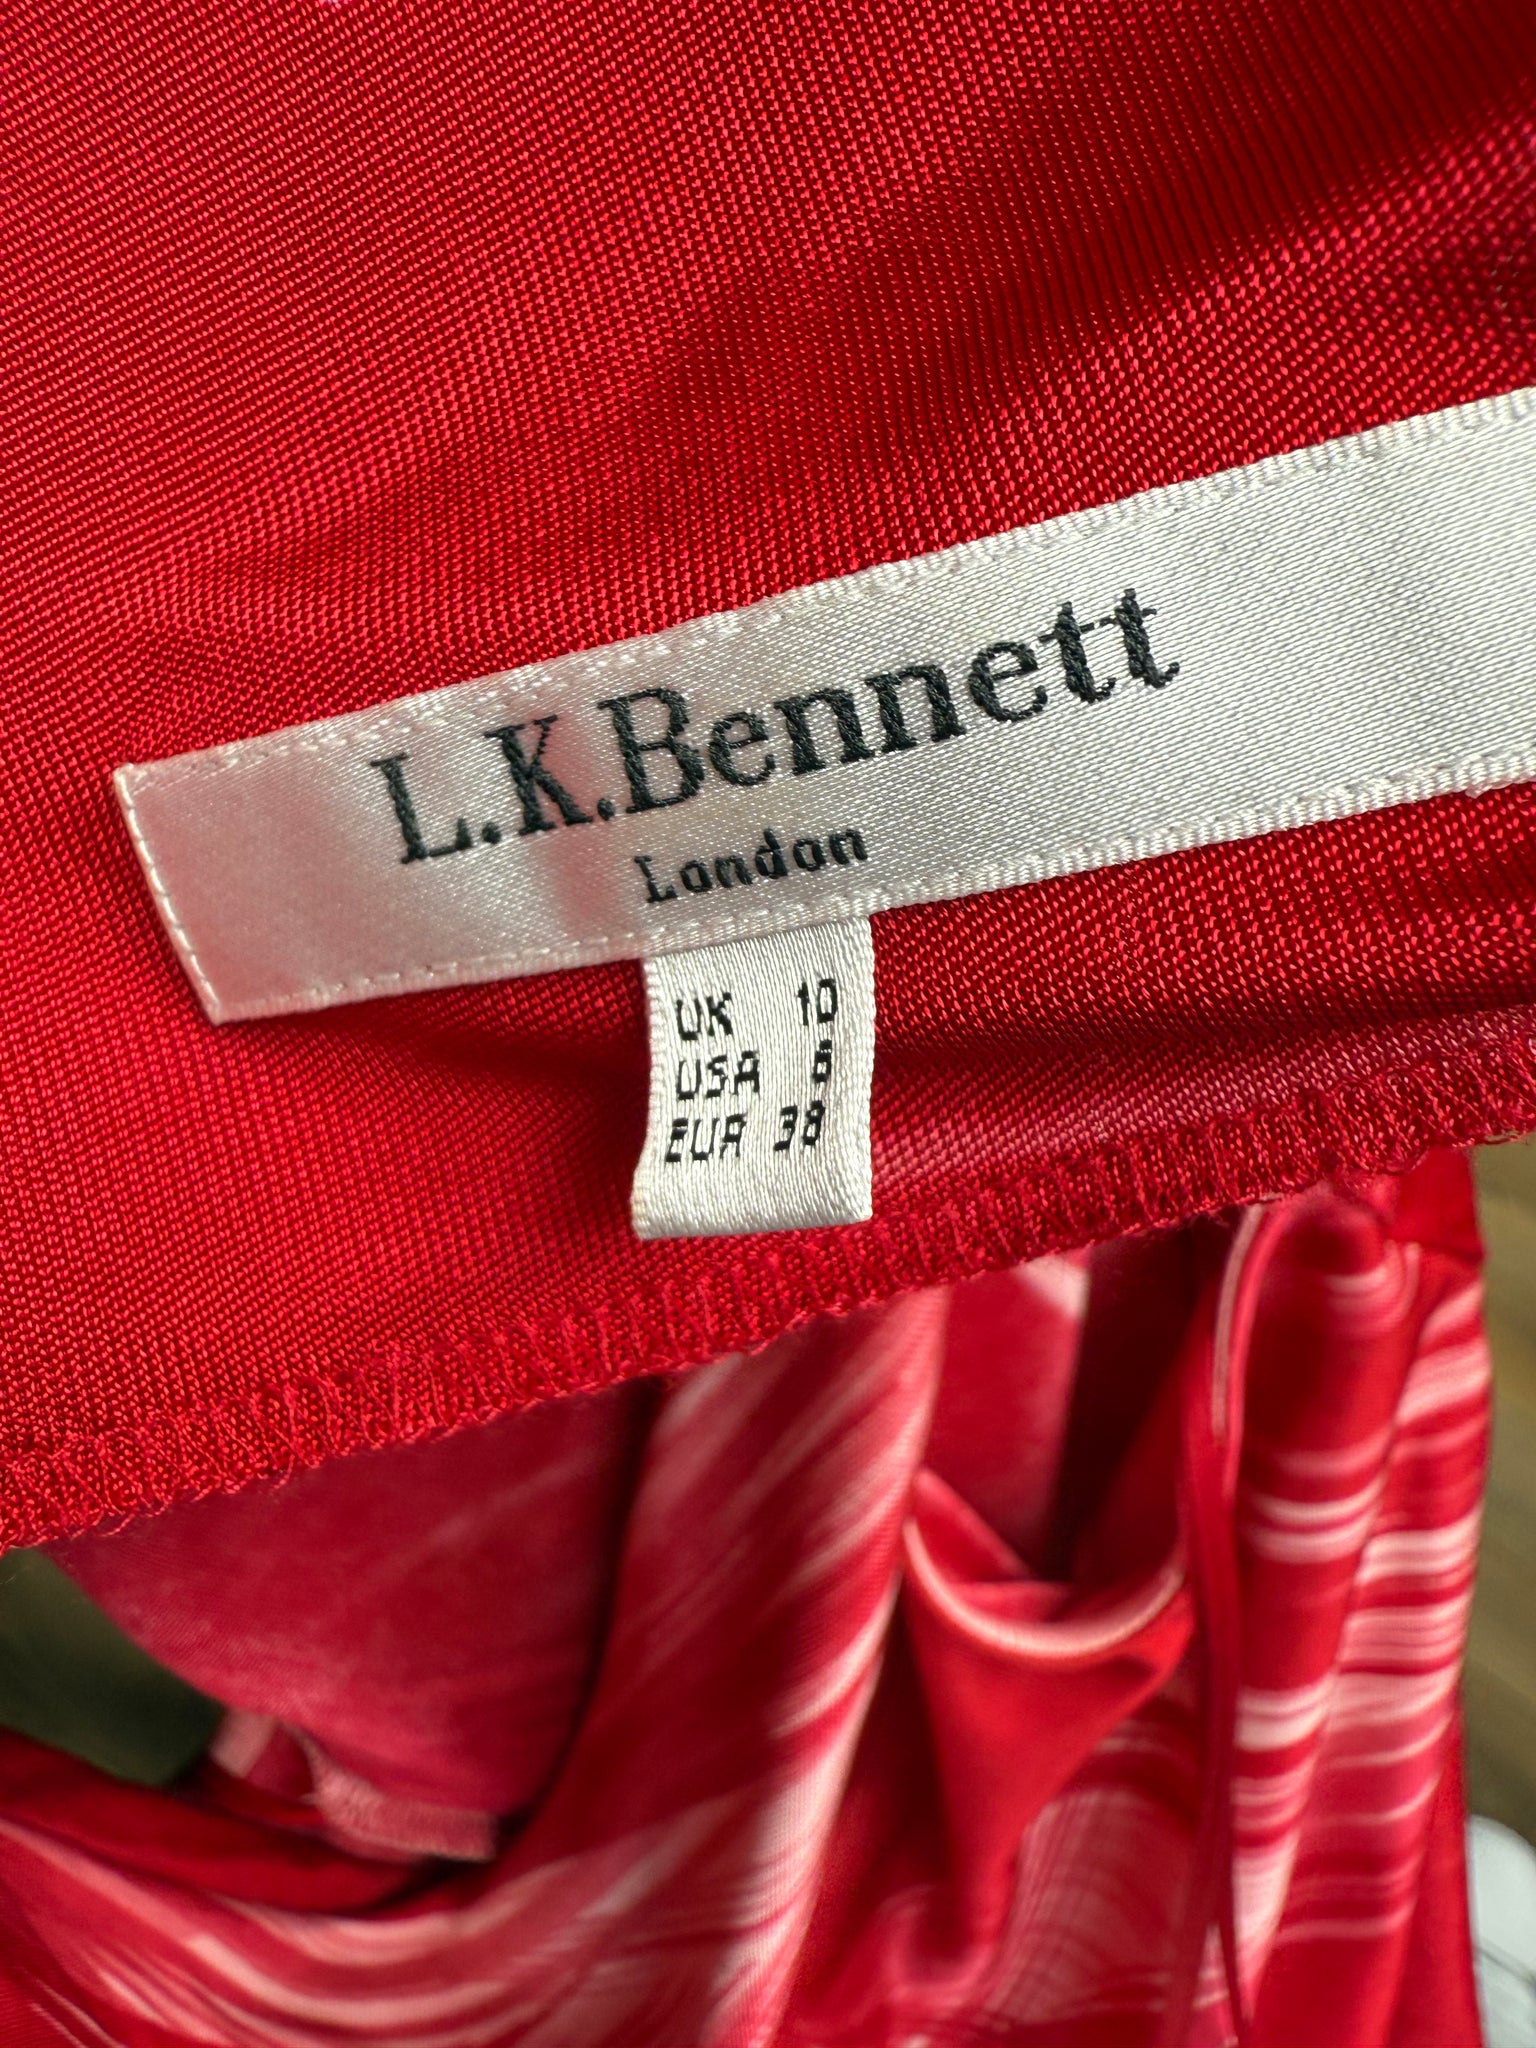 L.K.Bennett
London
UK 10
USA 6
EUR 38